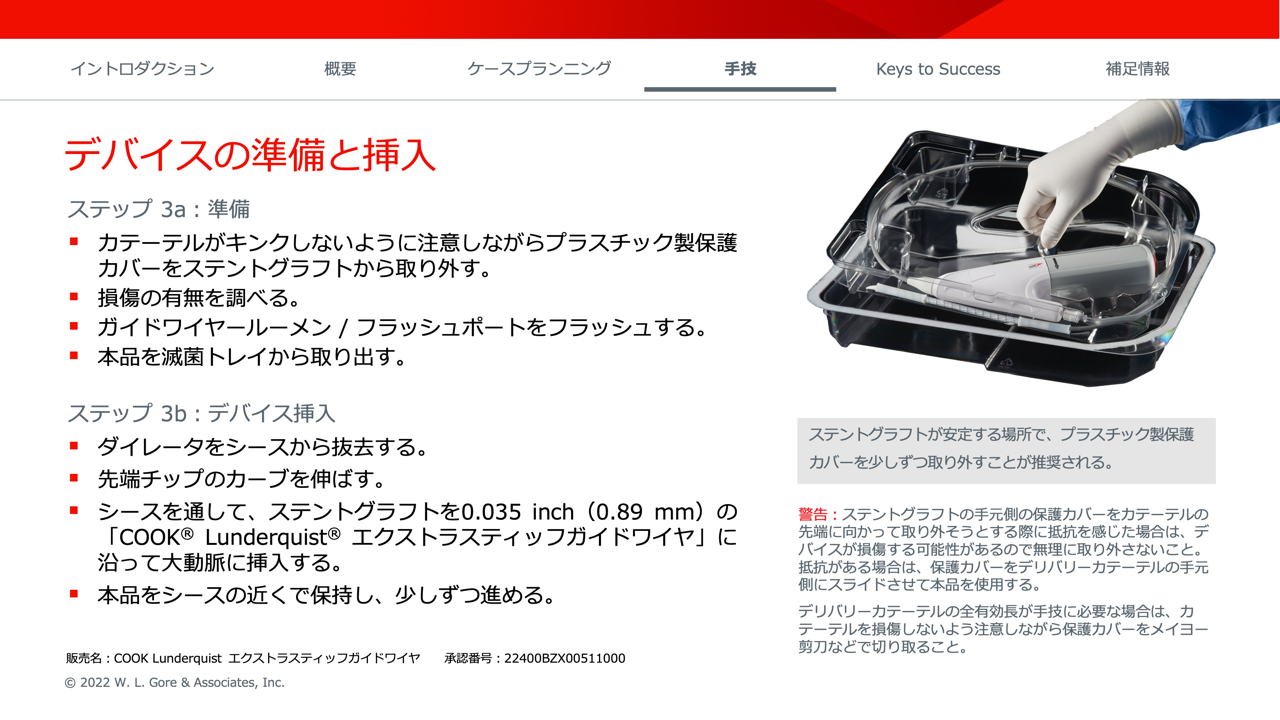 イントロダクション
概要
ケースプランニング
手技
Keys to Success
補足情報
デバイスの準備と挿入
ステップ 3a：準備
▪ カテーテルがキンクしないように注意しながらプラスチック製保護
カバーをステントグラフトから取り外す。
▪ 損傷の有無を調べる。
▪ ガイドワイヤールーメン / フラッシュポートをフラッシュする。
▪ 本品を滅菌トレイから取り出す。
ステップ 3b：デバイス挿入
▪ ダイレータをシースから抜去する。
▪ 先端チップのカーブを伸ばす。
▪ シースを通して、ステントグラフトを0.035 inch（0.89 mm）の
「COOK® Lunderquist® エクストラスティッフガイドワイヤ」に
沿って大動脈に挿入する。
▪ 本品をシースの近くで保持し、少しずつ進める。
ステントグラフトが安定する場所で、プラスチック製保護
カバーを少しずつ取り外すことが推奨される。
警告：ステントグラフトの手元側の保護カバーをカテーテルの
先端に向かって取り外そうとする際に抵抗を感じた場合は、デ
バイスが損傷する可能性があるので無理に取り外さないこと。
抵抗がある場合は、保護カバーをデリバリーカテーテルの手元
側にスライドさせて本品を使用する。
デリバリーカテーテルの全有効長が手技に必要な場合は、カ
テーテルを損傷しないよう注意しながら保護カバーをメイヨー
剪刀などで切り取ること。
販売名：COOK Lunderquist エクストラスティッフガイドワイヤ 承認番号：22400BZX00511000
© 2022 W. L. Gore & Associates, Inc.